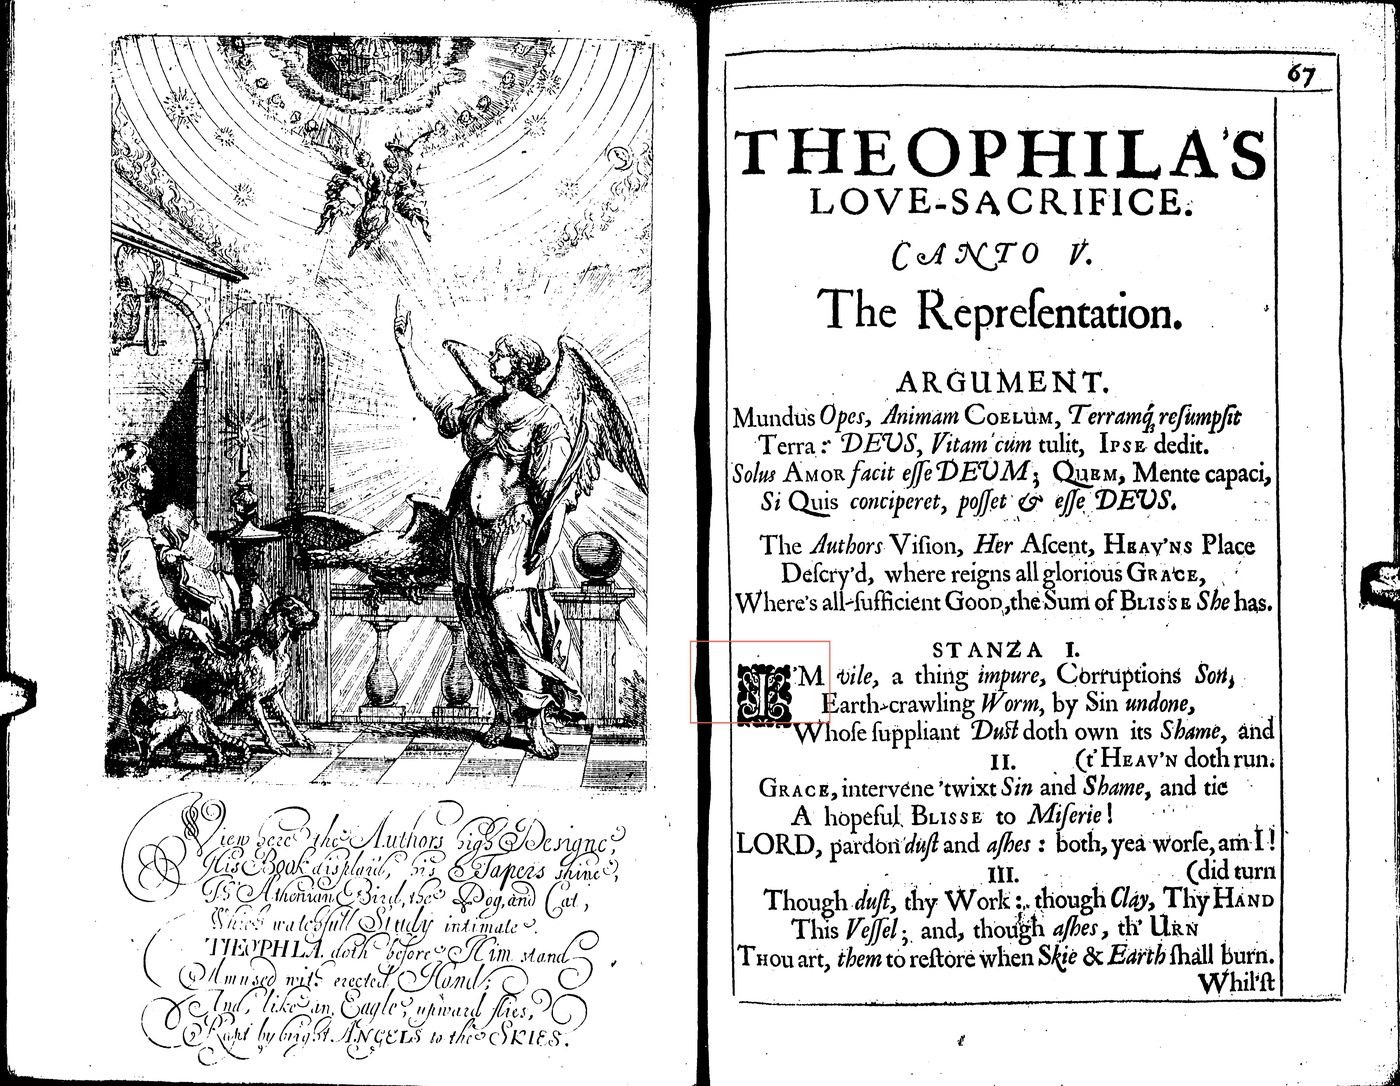 View here the Authors high Designe,
His Book displaid, his Tapers shine,
Th' Athenian Bird, the Dog, and Cat,
Which watchfull Study intimate.
THEOPHILA doth before Him stand
Amused with erected Hand;
And, like an Eagle, upward flies,
Rapt by bright ANGELS to the SKIES.
67
THEOPHILA'S
LOVE-SACRIFICE.
CANTO V.
The Repreſentation.
ARGUMENT.
Mundus Opes, Animam COELUM, Terramq́; reſumpſit
Terra: DEUS, Vitam cùm tulit, IPSE dedit.
Solus AMOR facit eſſe DEUM; QUEM, Mente capaci,
Si Quis conciperet, poſſet & eſſe DEUS.
The Authors Viſion, Her Aſcent, HEAV'NS Place
Deſcry'd, where reigns all glorious GRACE,
Where's all-ſufficient GOOD, the Sum of BLISSE She has.
STANZA I.
I'M vile, a thing impure, Corruptions Son,
Earth-crawling Worm, by Sin undone,
Whoſe ſuppliant Duſt doth own its Shame, and
II. (t' HEAV'N doth run.
GRACE, intervene 'twixt Sin and Shame, and tie
A hopeful BLISSE to Miſerie!
LORD, pardon duſt and aſhes: both, yea worſe, am I!
III. (did turn
Though duſt, thy Work: though Clay, Thy HAND
This Veſſel; and, though aſhes, th' URN
THOU art, them to reſtore when Skie & Earth ſhall burn.
Whil'ſt